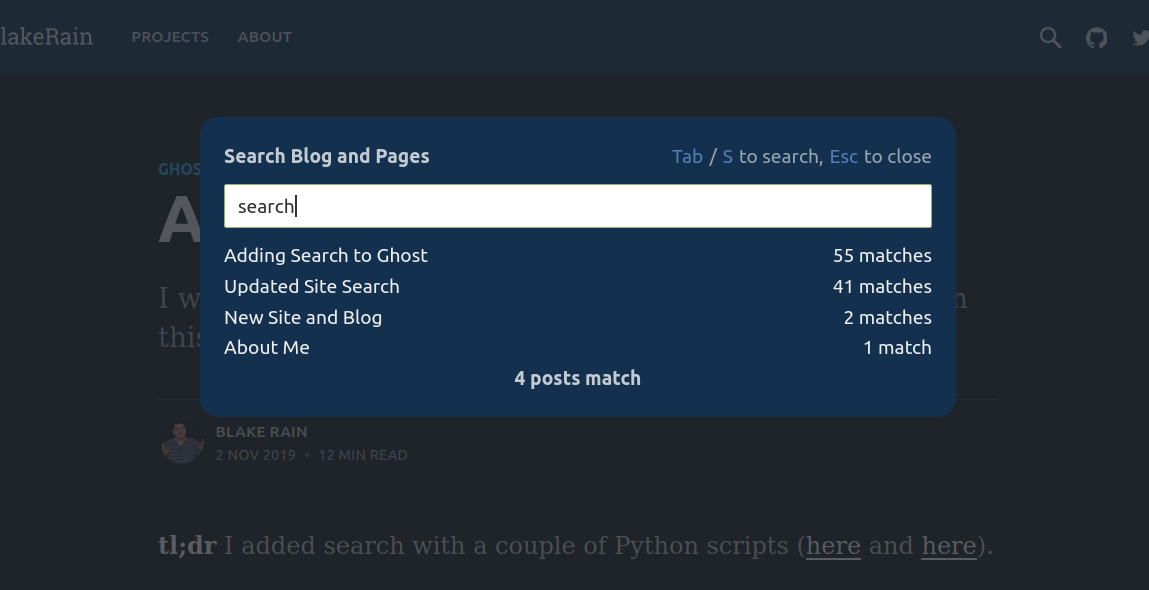 lakeRain PROJECTS ABOUT
Search Blog and Pages Tab / S to search, Esc to close
search
Adding Search to Ghost 55 matches
Updated Site Search 41 matches
New Site and Blog 2 matches
About Me 1 match
4 posts match
BLAKE RAIN
2 NOV 2019 • 12 MIN READ
tl;dr I added search with a couple of Python scripts (here and here).